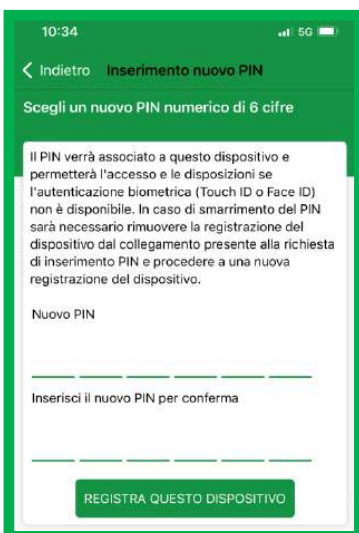 10:34 5G
Indietro Inserimento nuovo PIN
Scegli un nuovo PIN numerico di 6 cifre
Il PIN verrà associato a questo dispositivo e
permetterà l'accesso e le disposizioni se
l'autenticazione biometrica (Touch ID o Face ID)
non è disponibile. In caso di smarrimento del PIN
sarà necessario rimuovere la registrazione del
dispositivo dal collegamento presente alla richiesta
di inserimento PIN e procedere a una nuova
registrazione del dispositivo.
Nuovo PIN
Inserisci il nuovo PIN per conferma
REGISTRA QUESTO DISPOSITIVO